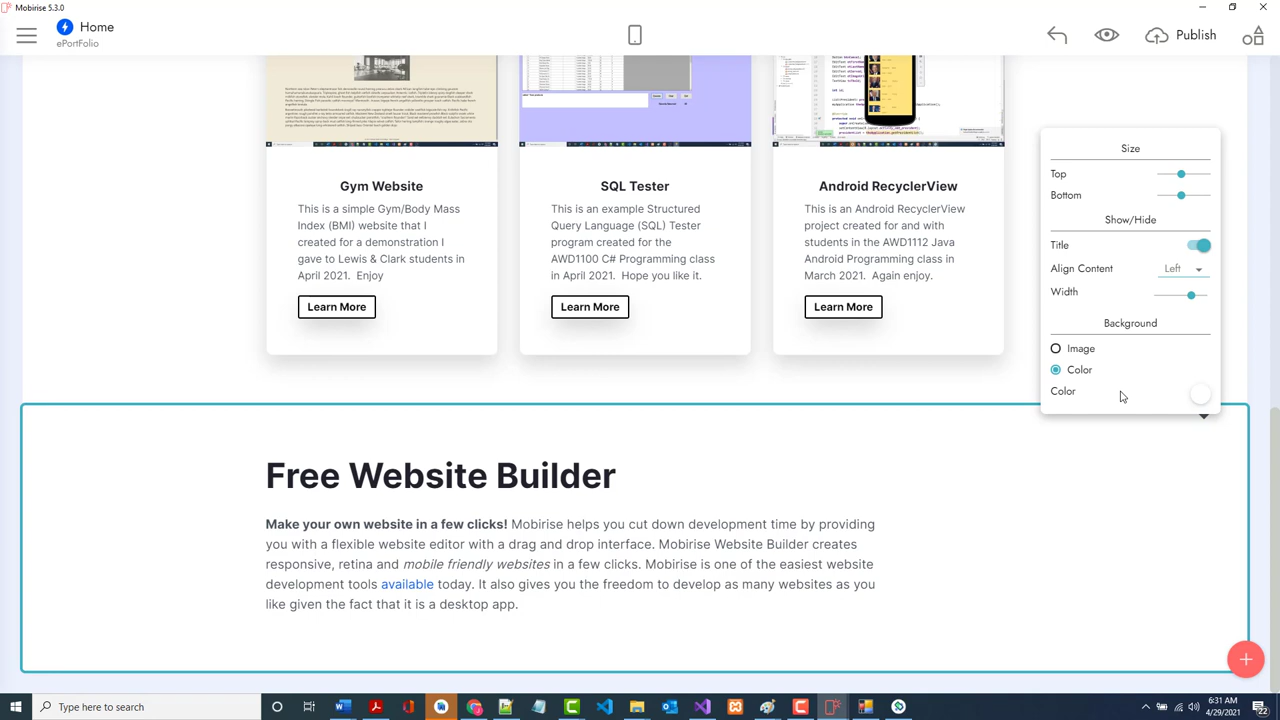 Mobirise 5.3.0
Home
ePortFolio
Publish
Gym Website
This is a simple Gym/Body Mass
Index (BMI) website that I
created for a demonstration I
gave to Lewis & Clark students in
April 2021.  Enjoy
Learn More
SQL Tester
This is an example Structured
Query Language (SQL) Tester
program created for the
AWD1100 C# Programming class
in April 2021.  Hope you like it.
Learn More
Android RecyclerView
This is an Android RecyclerView
project created for and with
students in the AWD1112 Java
Android Programming class in
March 2021.  Again enjoy.
Learn More
Size
Top
Bottom
Show/Hide
Title
Align Content Left
Width
Background
Image
Color
Color
Free Website Builder
Make your own website in a few clicks! Mobirise helps you cut down development time by providing
you with a flexible website editor with a drag and drop interface. Mobirise Website Builder creates
responsive, retina and mobile friendly websites in a few clicks. Mobirise is one of the easiest website
development tools available today. It also gives you the freedom to develop as many websites as you
like given the fact that it is a desktop app.
Type here to search
6:31 AM
4/29/2021
22